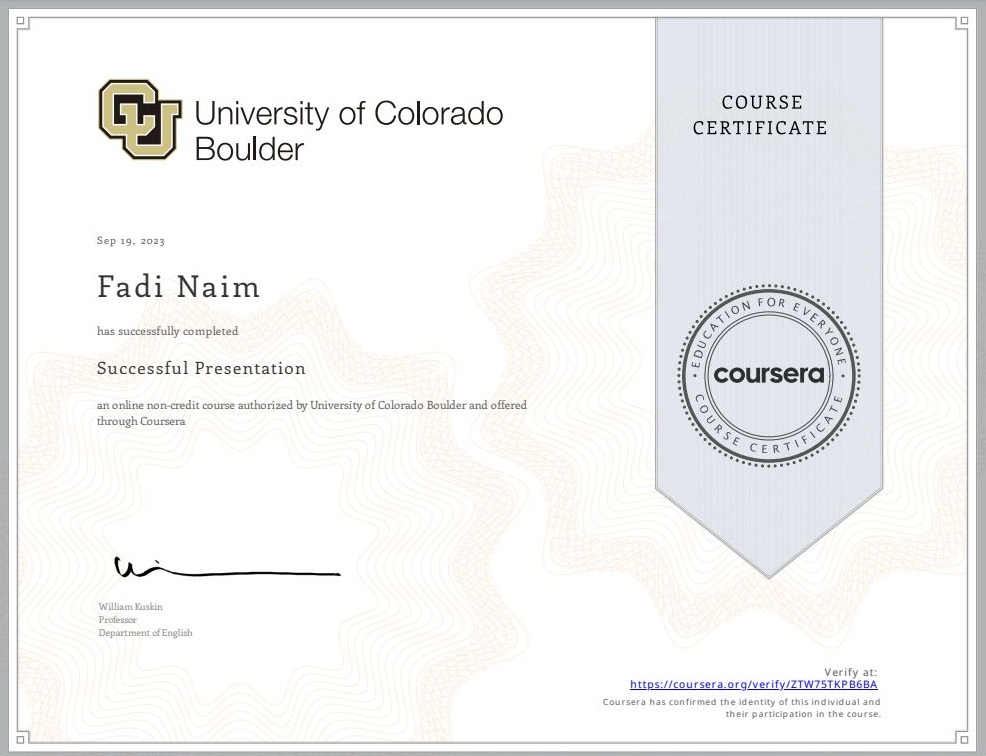 University of Colorado
Boulder
COURSE
CERTIFICATE
Sep 19, 2023
Fadi Naim
has successfully completed
Successful Presentation
an online non-credit course authorized by University of Colorado Boulder and offered
through Coursera
EDUCATION FOR EVERYONE
coursera
COURSE CERTIFICATE
William Kuskin
Professor
Department of English
Verify at:
https://coursera.org/verify/ZTW75TKPB6BA
Coursera has confirmed the identity of this individual and
their participation in the course.